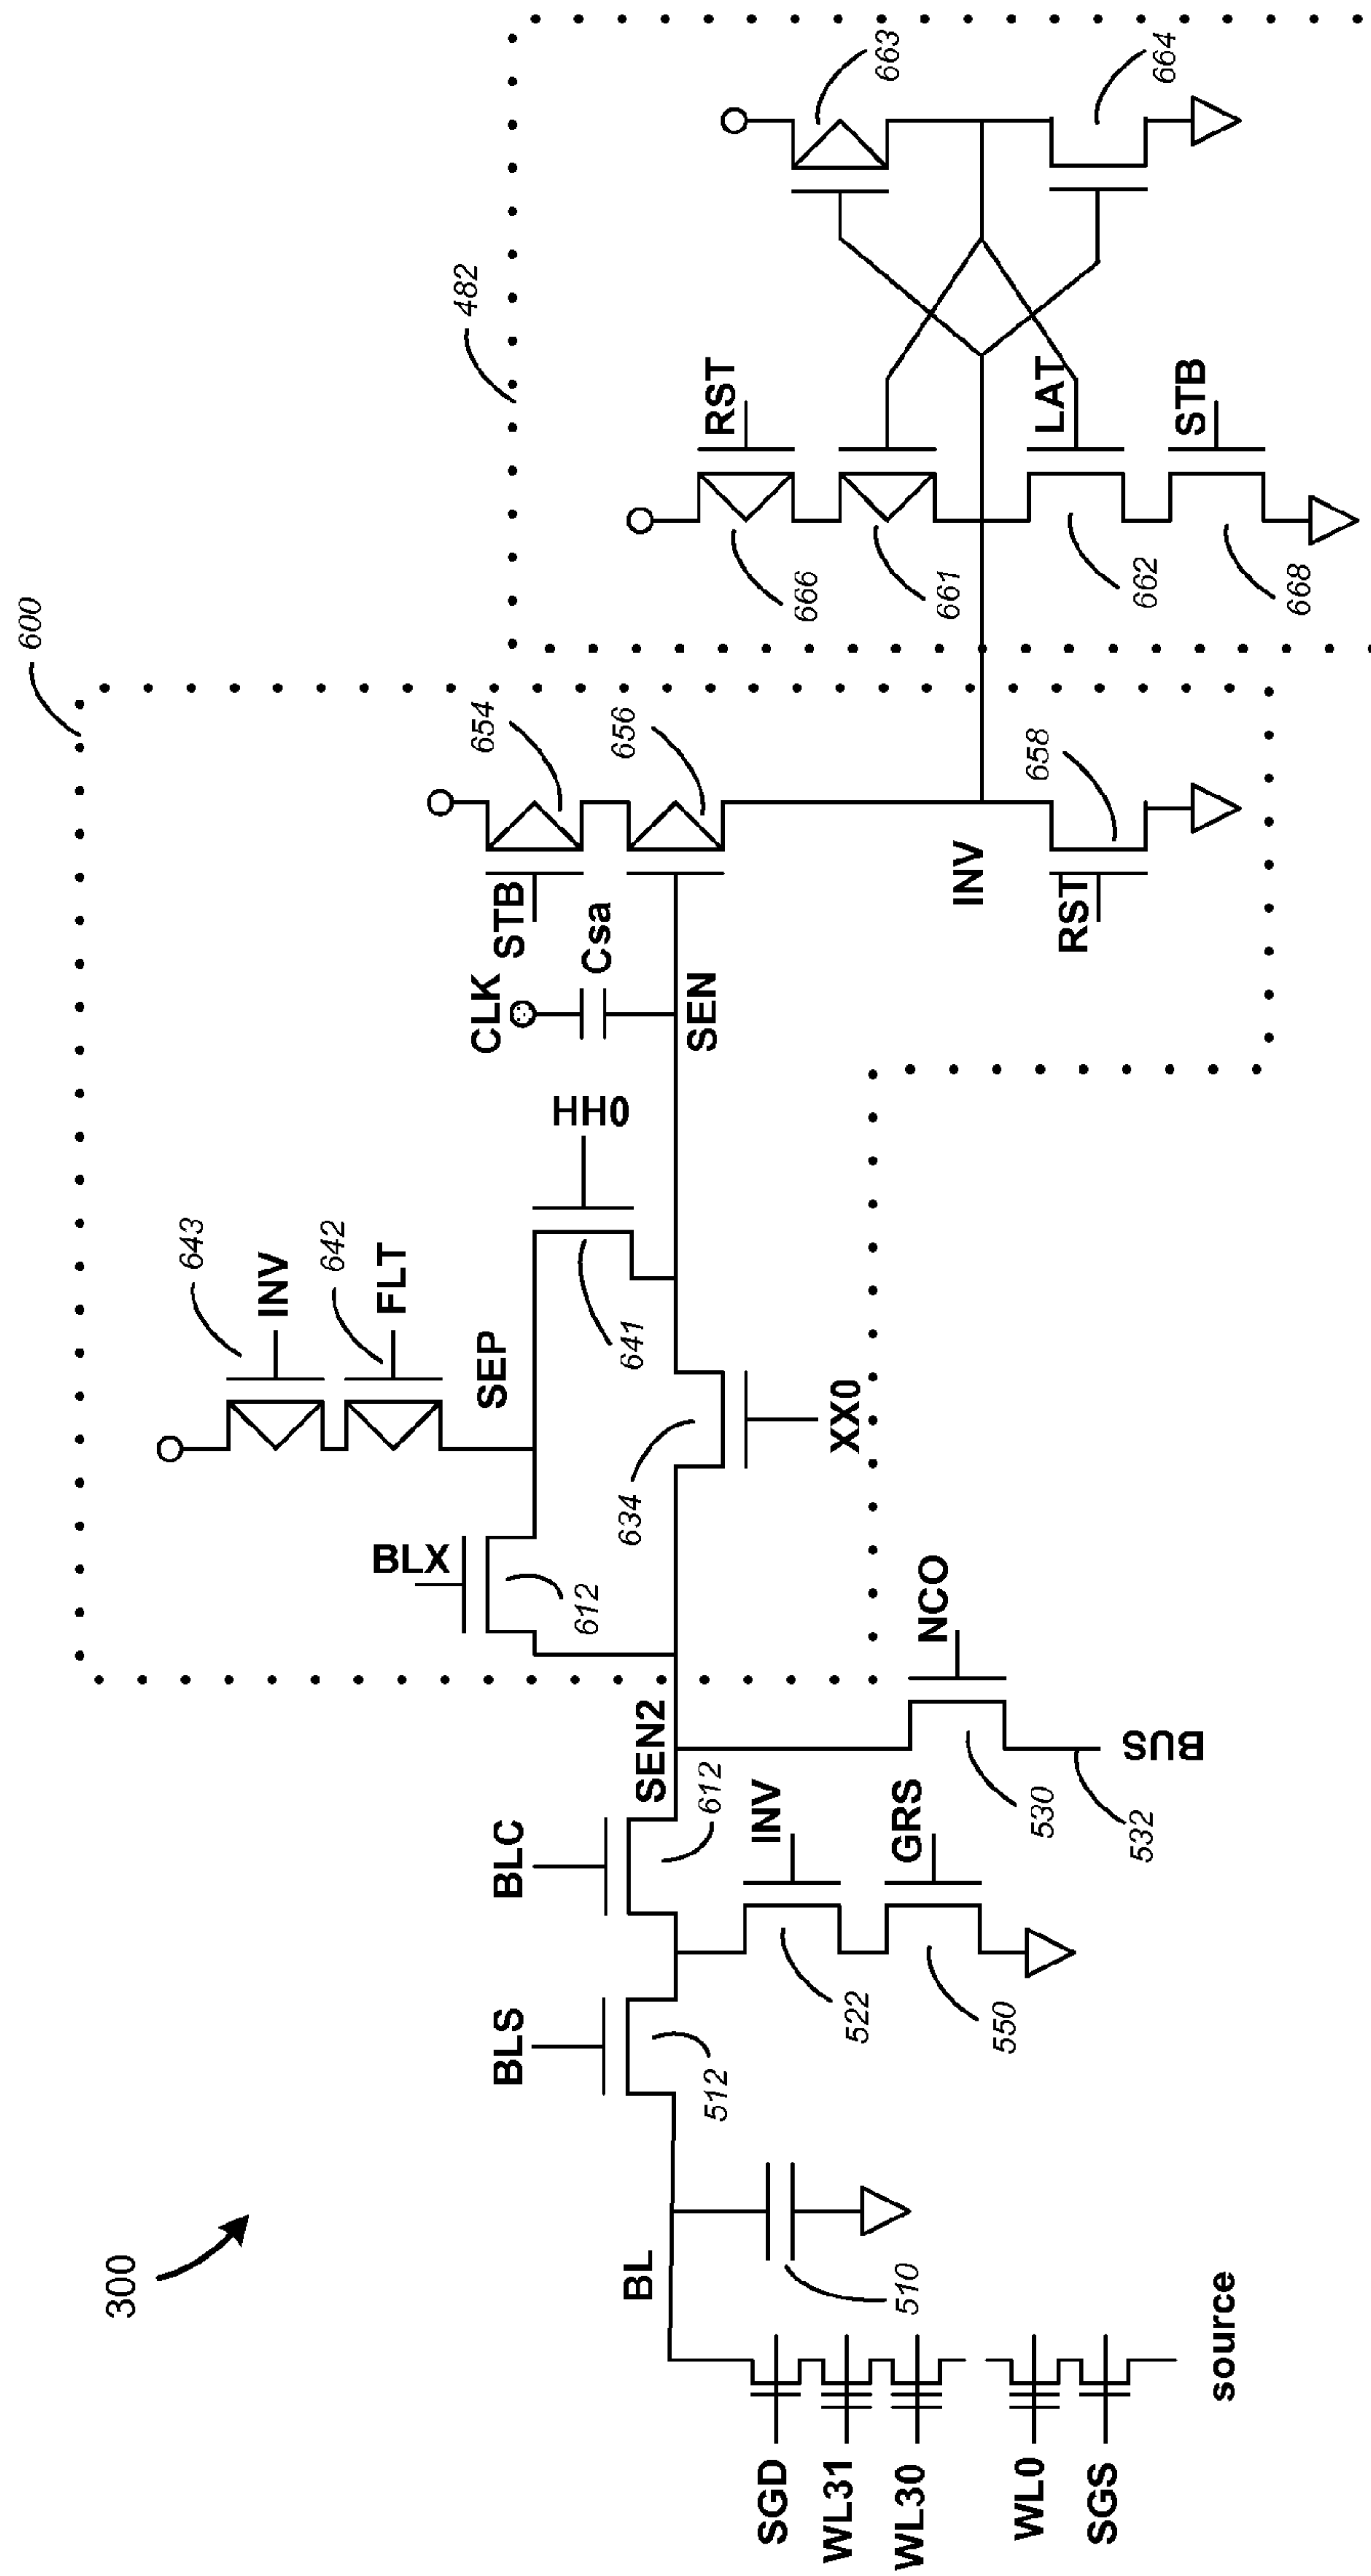 300
600
482
SGD
WL31
WL30
WL0
SGS
source
BL
510
BLS
512
BLC
612
INV
522
GRS
550
SEN2
NCO
530
532
BUS
BLX
612
643
INV
642
FLT
SEP
HH0
641
634
XX0
CLK
STB
Csa
SEN
654
656
INV
658
RST
RST
666
661
LAT
662
STB
668
663
664